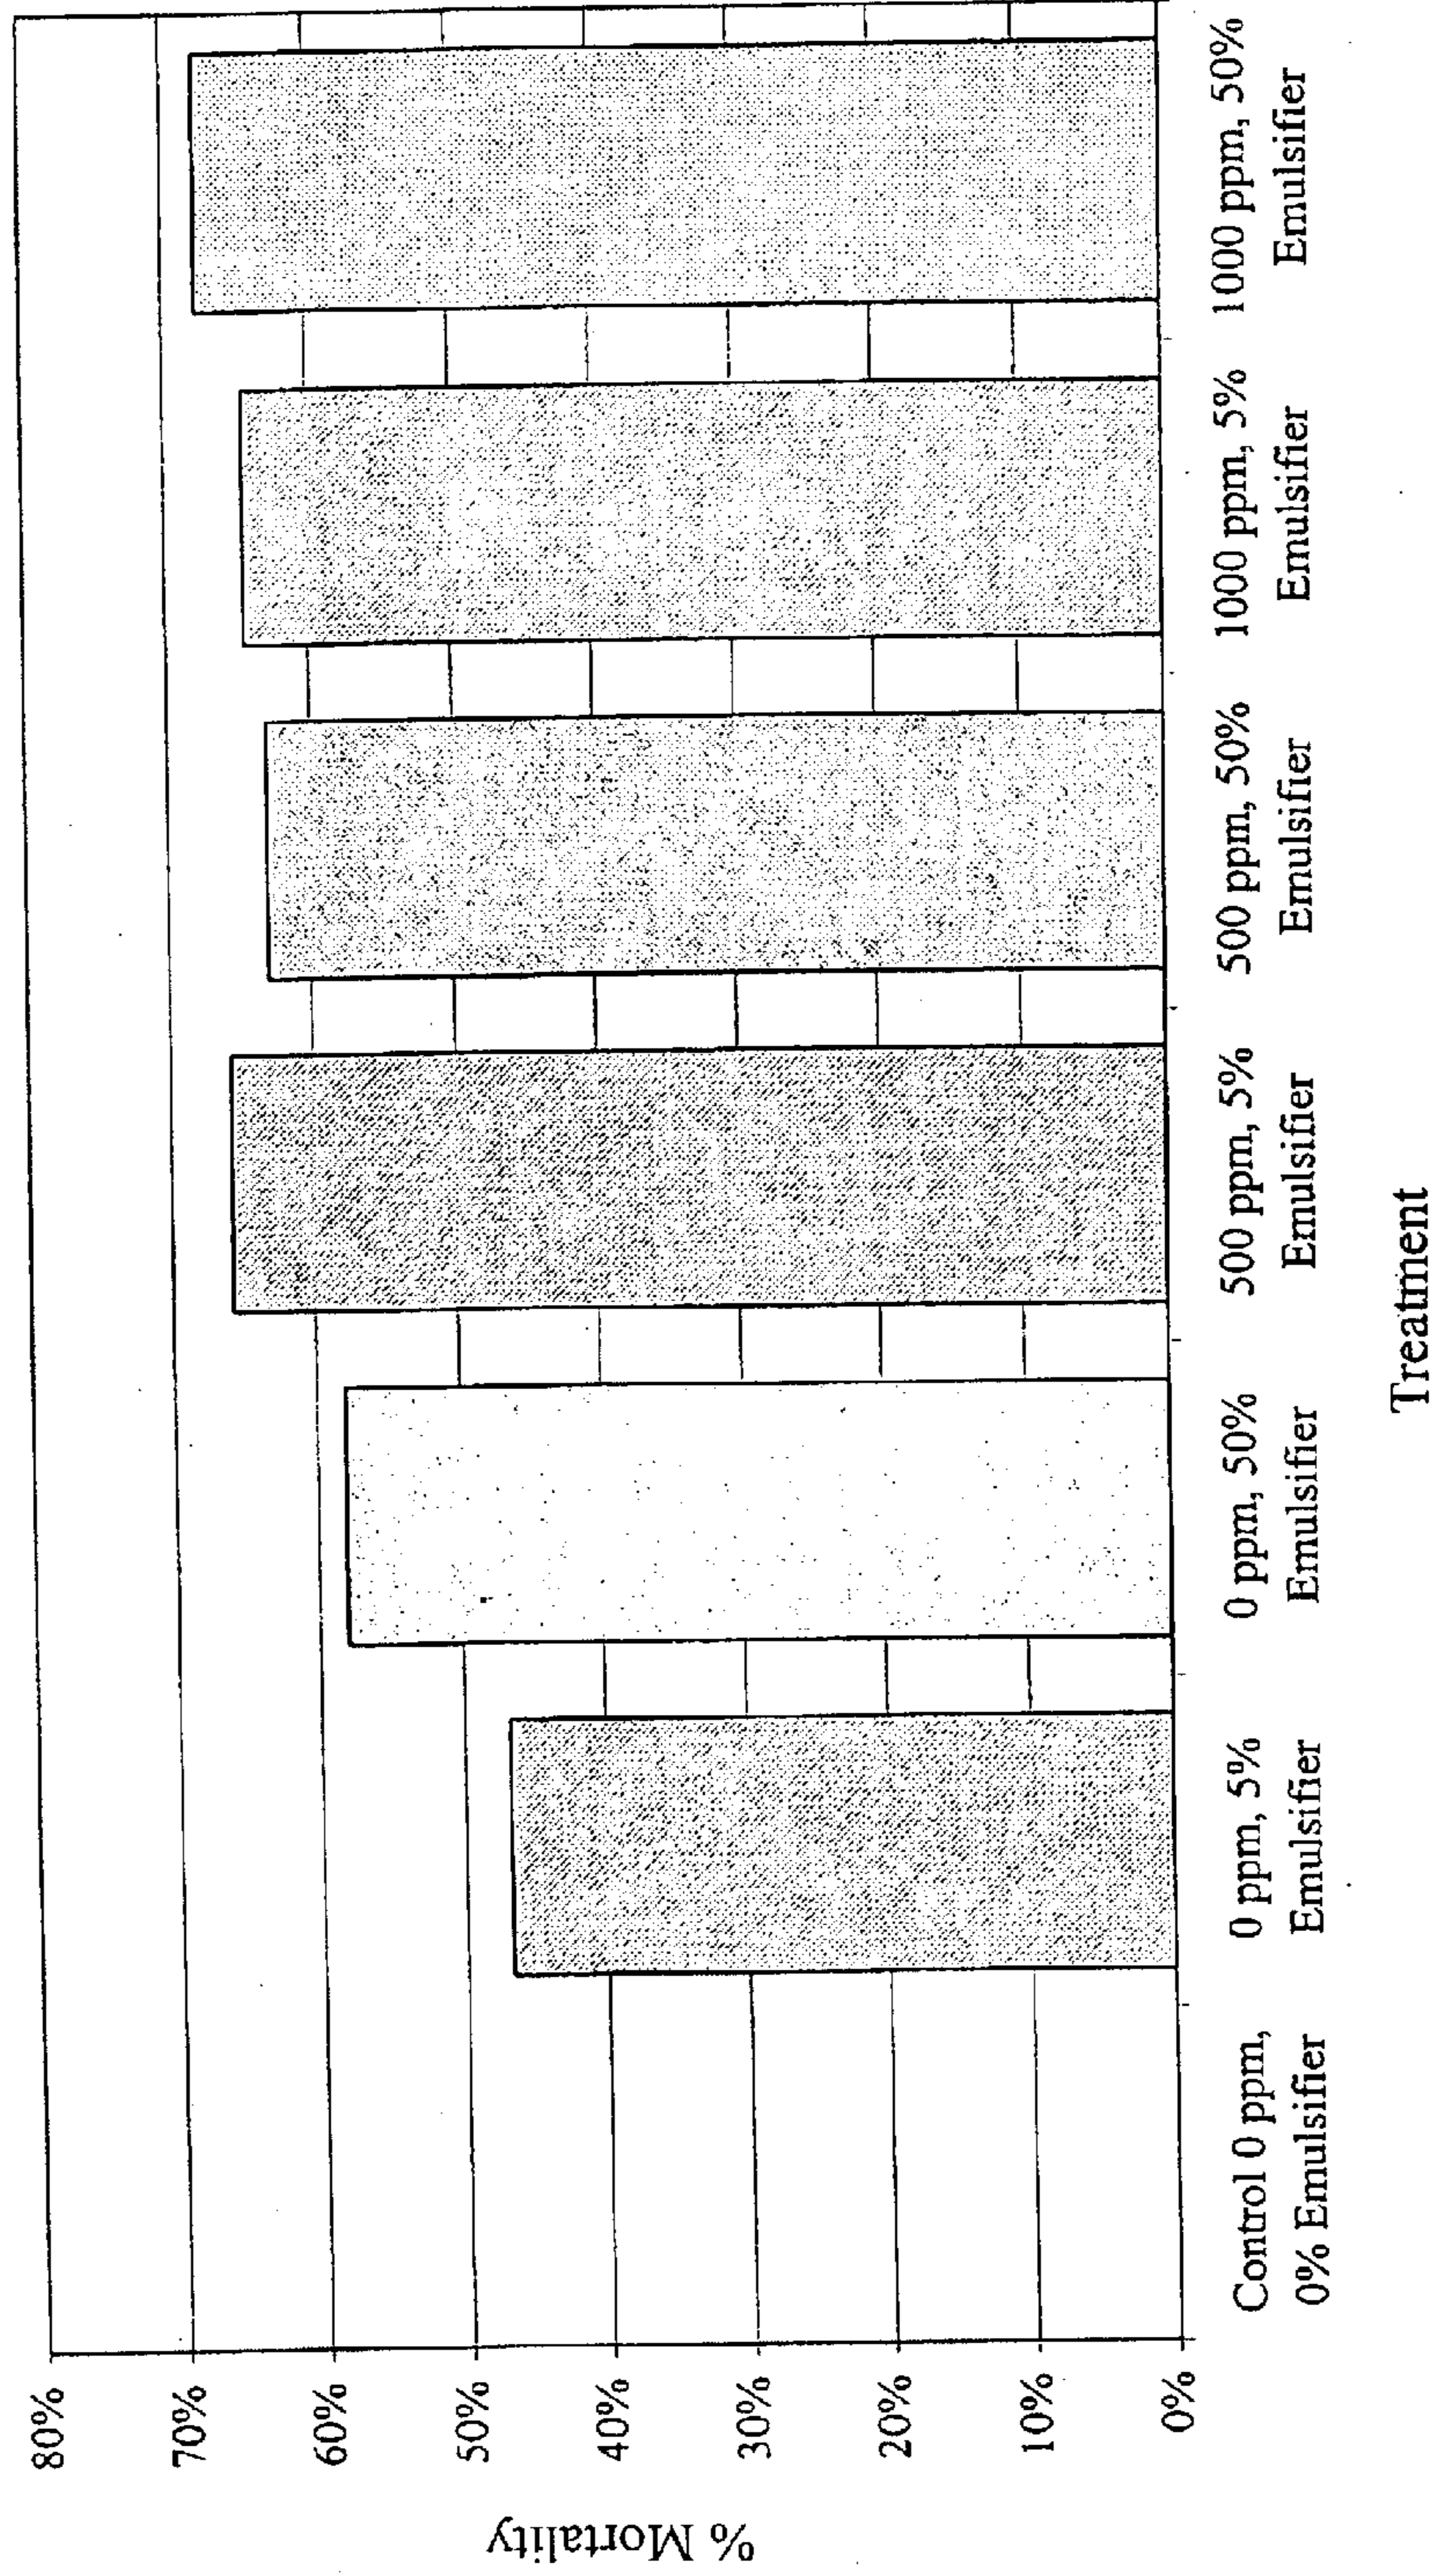 80%
70%
60%
50%
40%
30%
20%
10%
0%
% Mortality
Control 0 ppm,
0% Emulsifier
0 ppm, 5%
Emulsifier
0 ppm, 50%
Emulsifier
500 ppm, 5%
Emulsifier
500 ppm, 50%
Emulsifier
1000 ppm, 5%
Emulsifier
1000 ppm, 50%
Emulsifier
Treatment